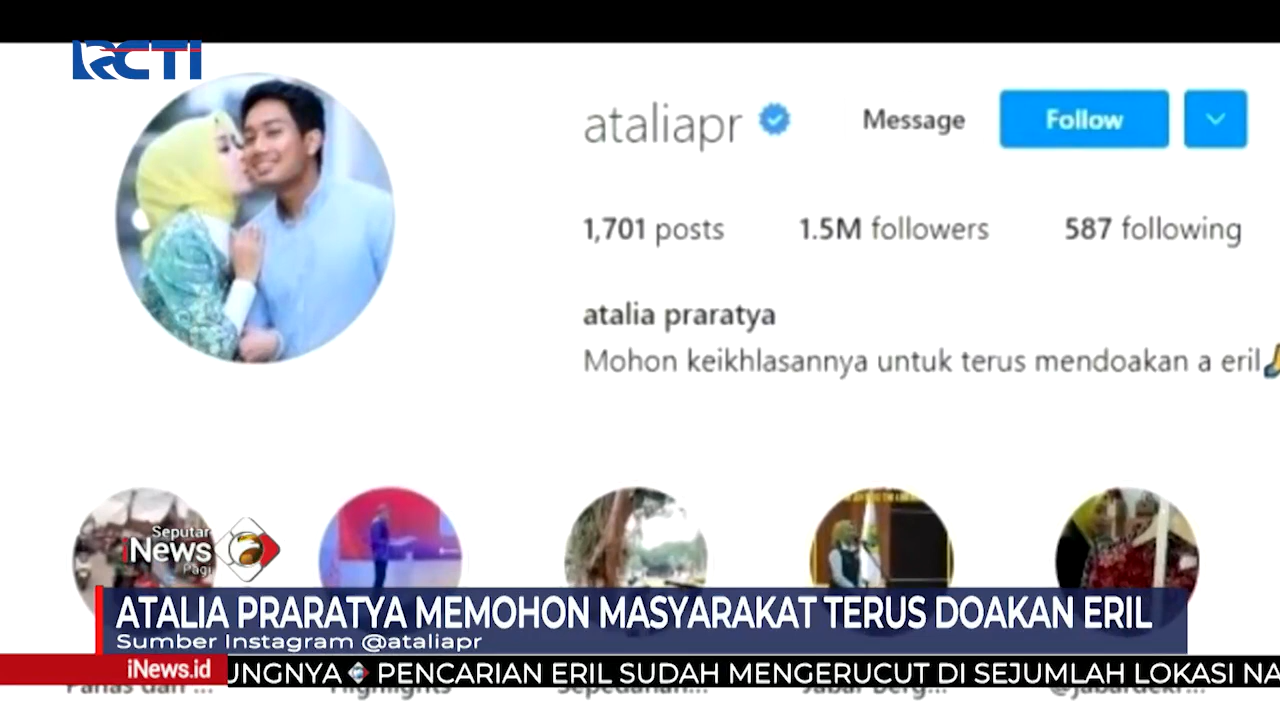 RCTI
ataliapr
Message
Follow
1,701 posts
1.5M followers
587 following
atalia praratya
Mohon keikhlasannya untuk terus mendoakan a eril
Seputar
iNews
Pagi
ATALIA PRARATYA MEMOHON MASYARAKAT TERUS DOAKAN ERIL
Sumber Instagram @ataliapr
iNews.id
UNGNYA PENCARIAN ERIL SUDAH MENGERUCUT DI SEJUMLAH LOKASI NA
Highlights